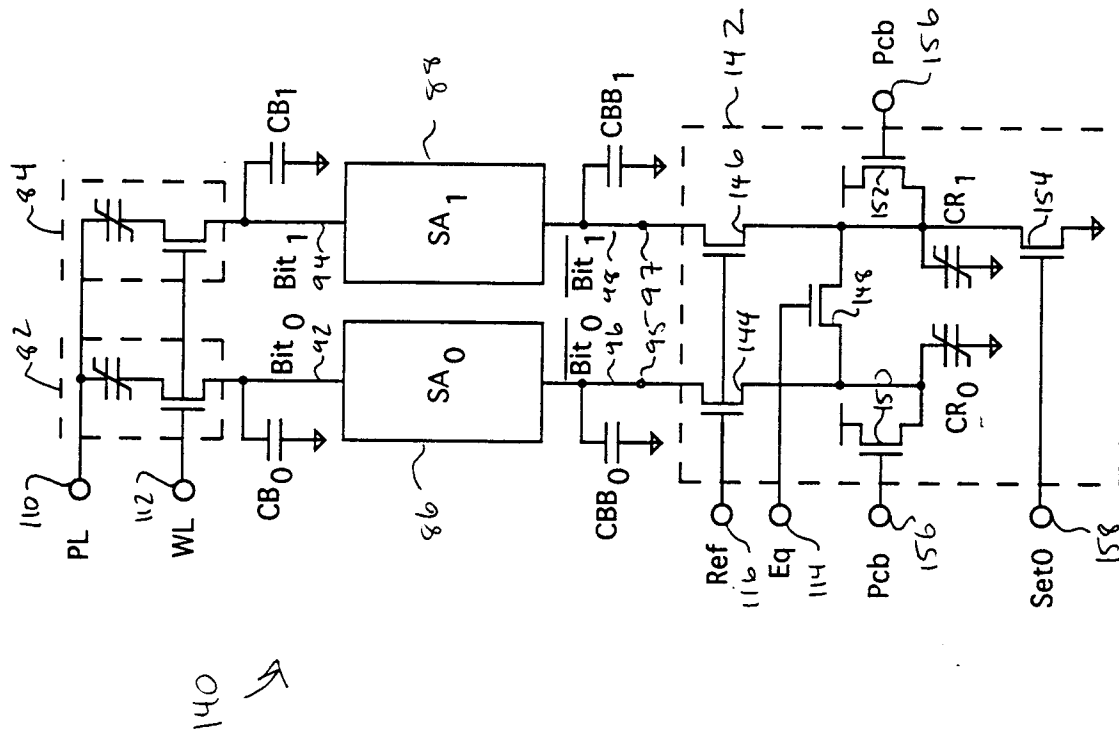 140
110
PL
112
WL
82
84
CB0
Bit0
92
CB1
Bit1
94
86
SA0
SA1
88
CBB0
Bit0
96
95
CBB1
Bit1
98
97
142
Ref
116
Eq
114
Pcb
156
Set0
158
144
146
148
150
152
154
CR0
CR1
Pcb
156